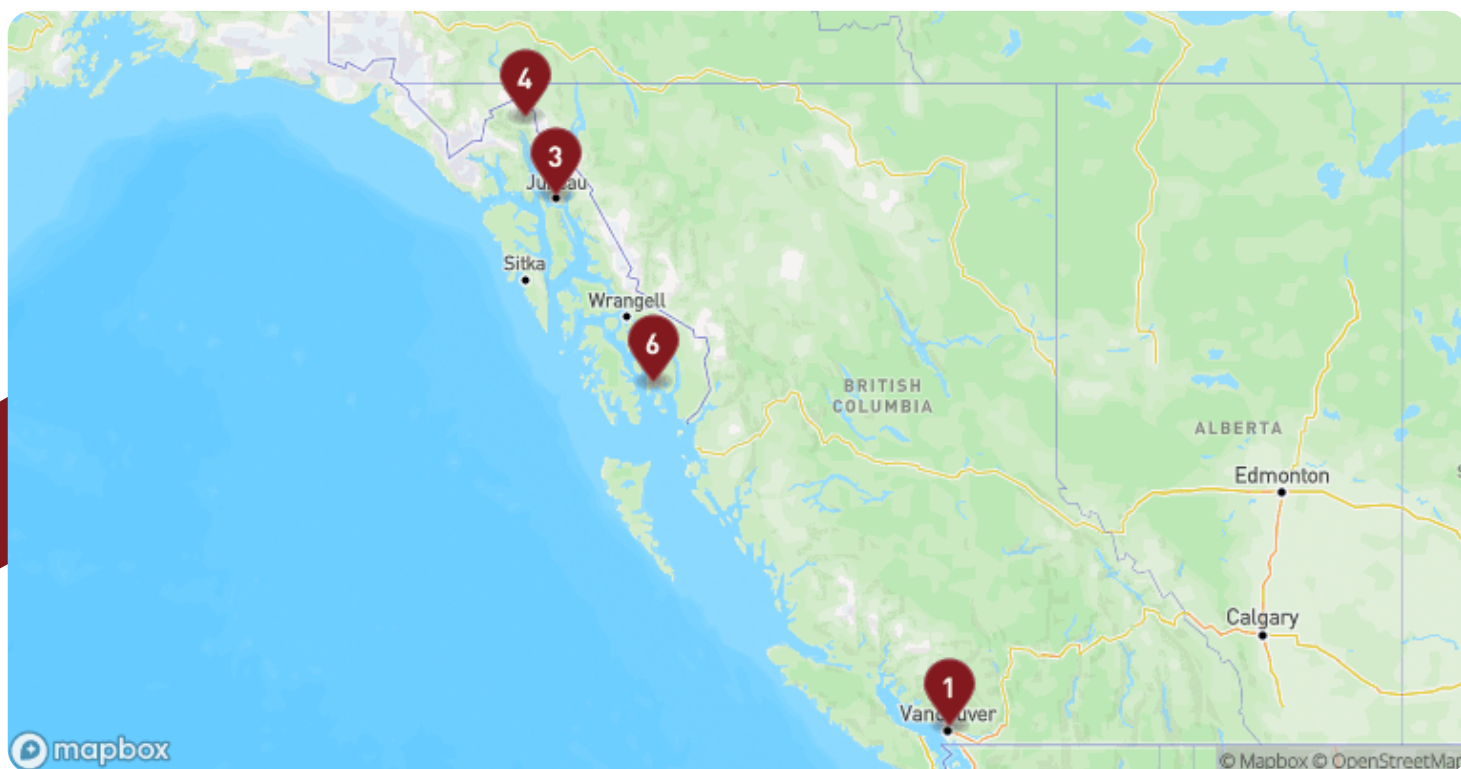 4
3
Juneau
Sitka
Wrangell
6
BRITISH
COLUMBIA
ALBERTA
Edmonton
Calgary
1
Vancouver
mapbox
© Mapbox © OpenStreetMap